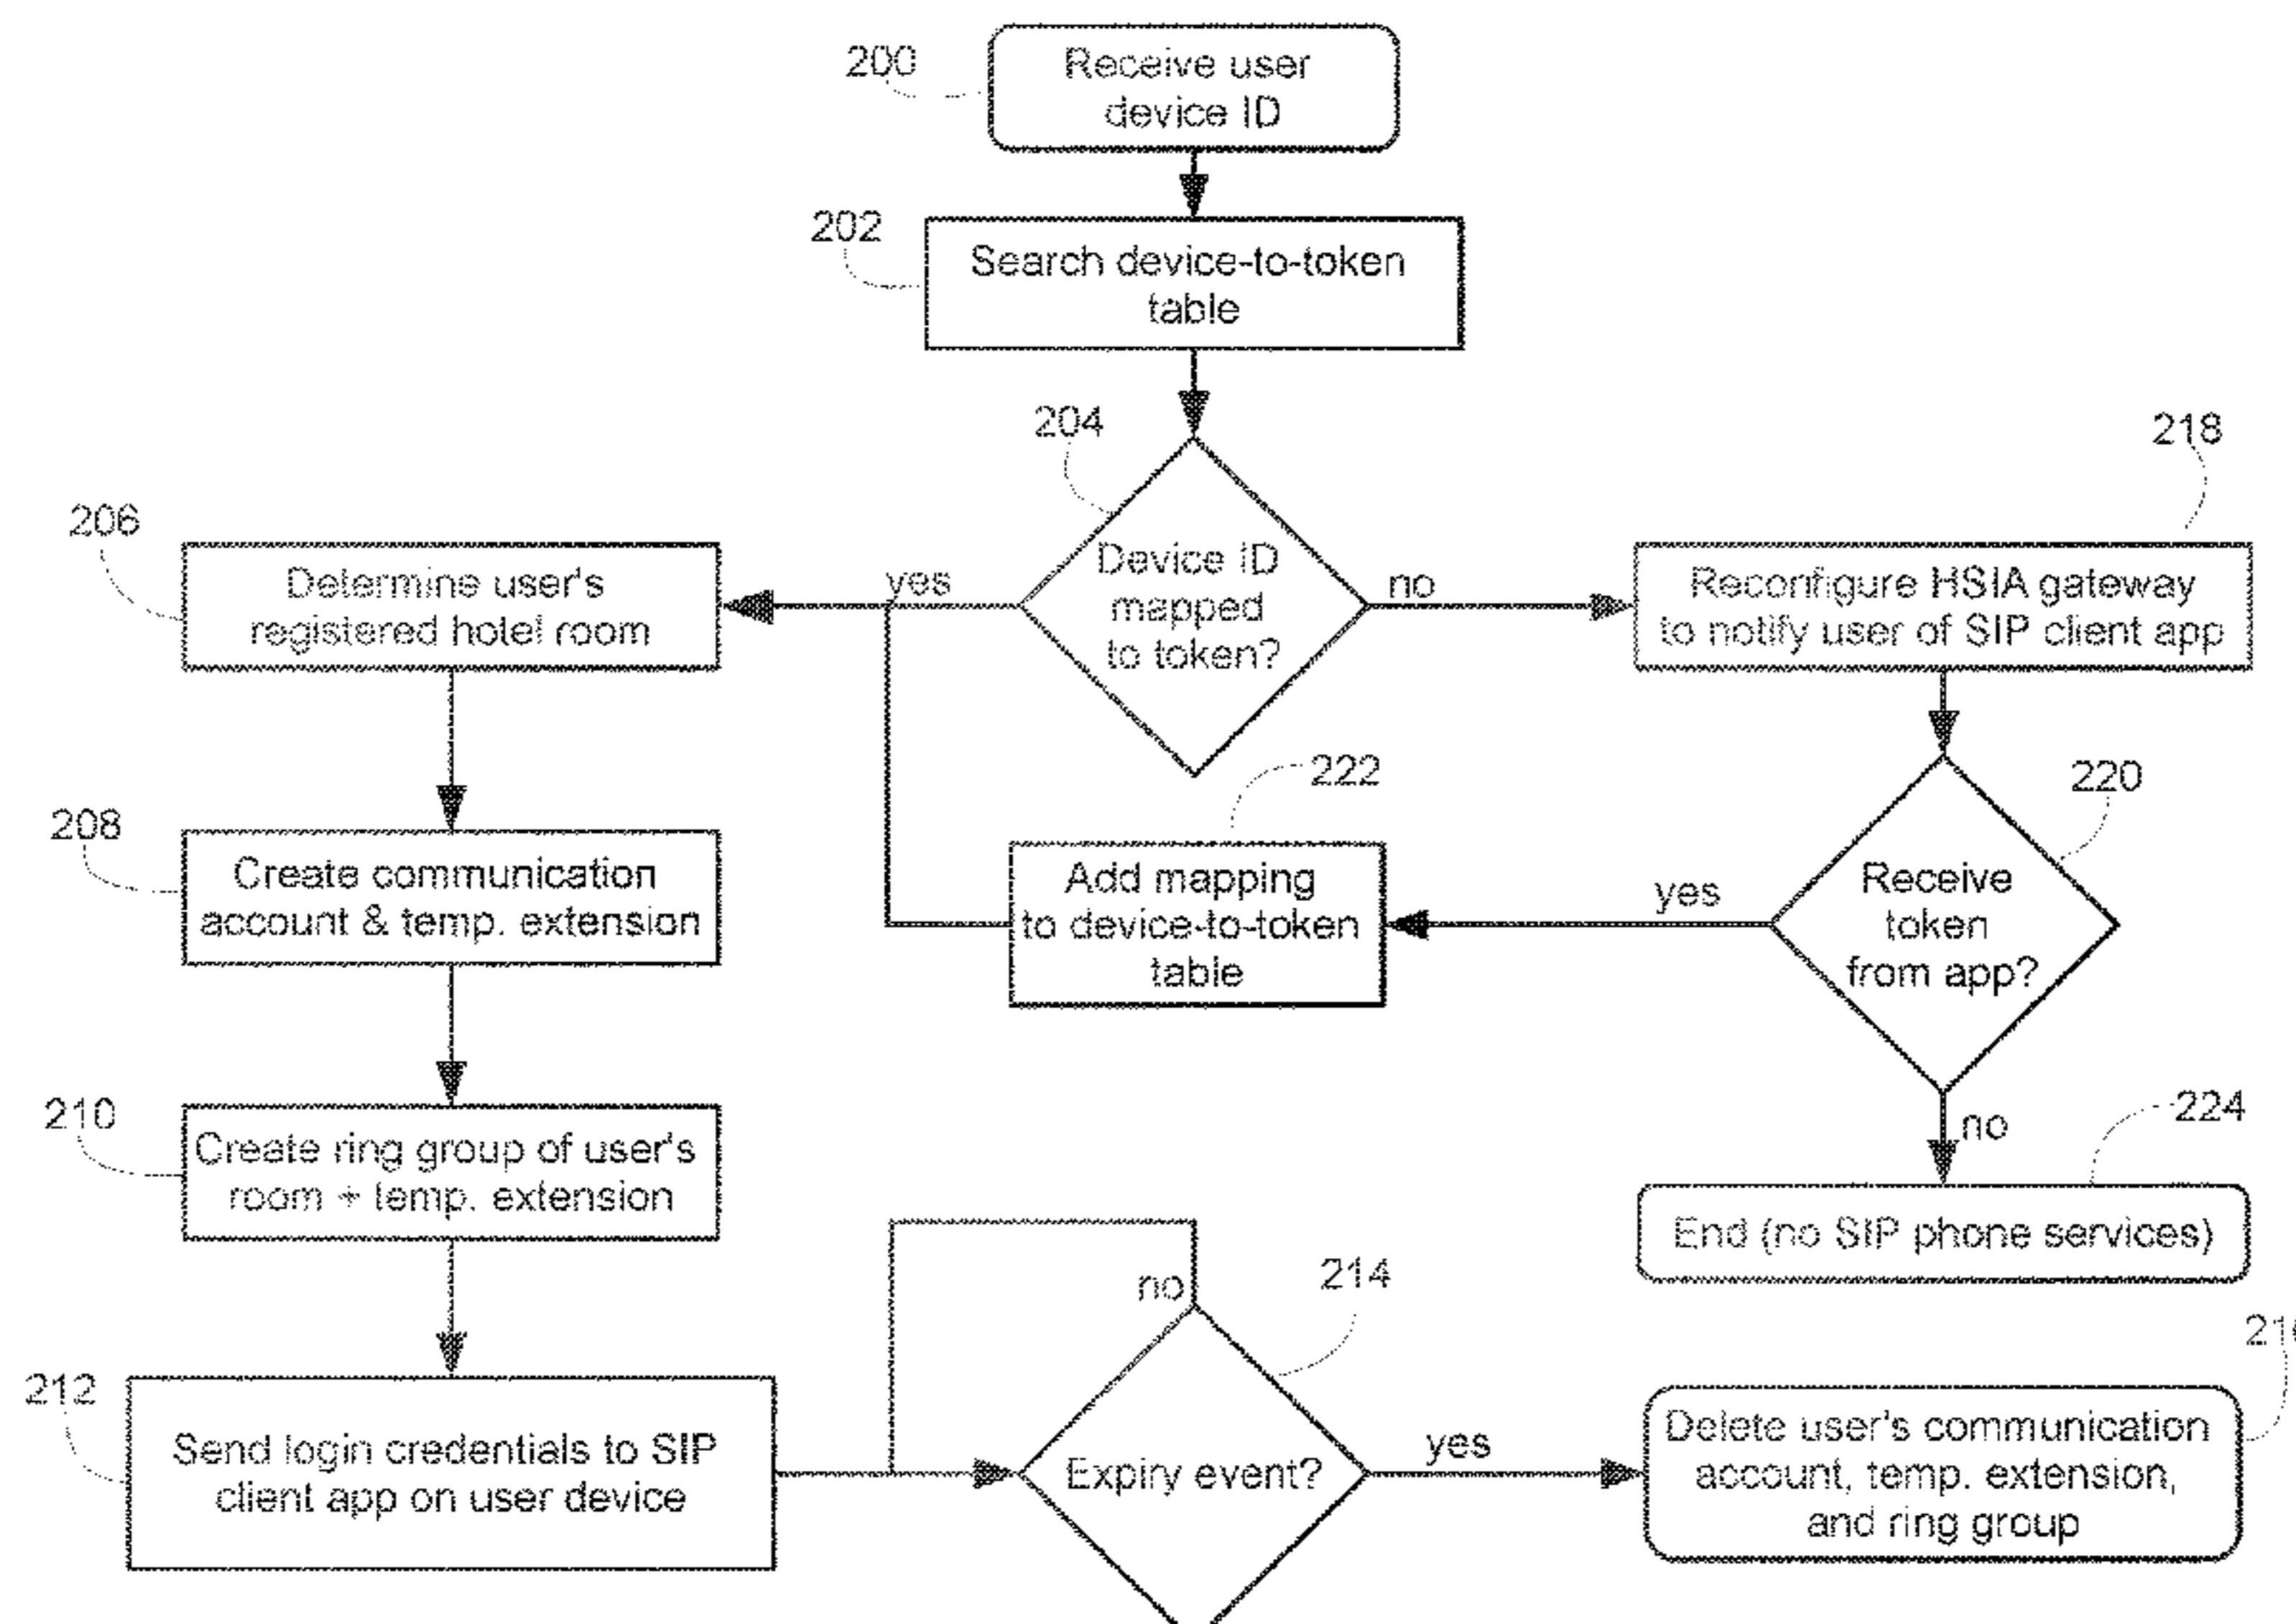 200
Receive user
device ID
202
Search device-to-token
table
204
Device ID
mapped
to token?
yes
no
206
Determine user's
registered hotel room
218
Reconfigure HSIA gateway
to notify user of SIP client app
208
Create communication
account & temp. extension
222
Add mapping
to device-to-token
table
yes
220
Receive
token
from app?
no
210
Create ring group of user's
room + temp. extension
224
End (no SIP phone services)
212
Send login credentials to SIP
client app on user device
no
214
Expiry event?
yes
Delete user's communication
account, temp. extension,
and ring group